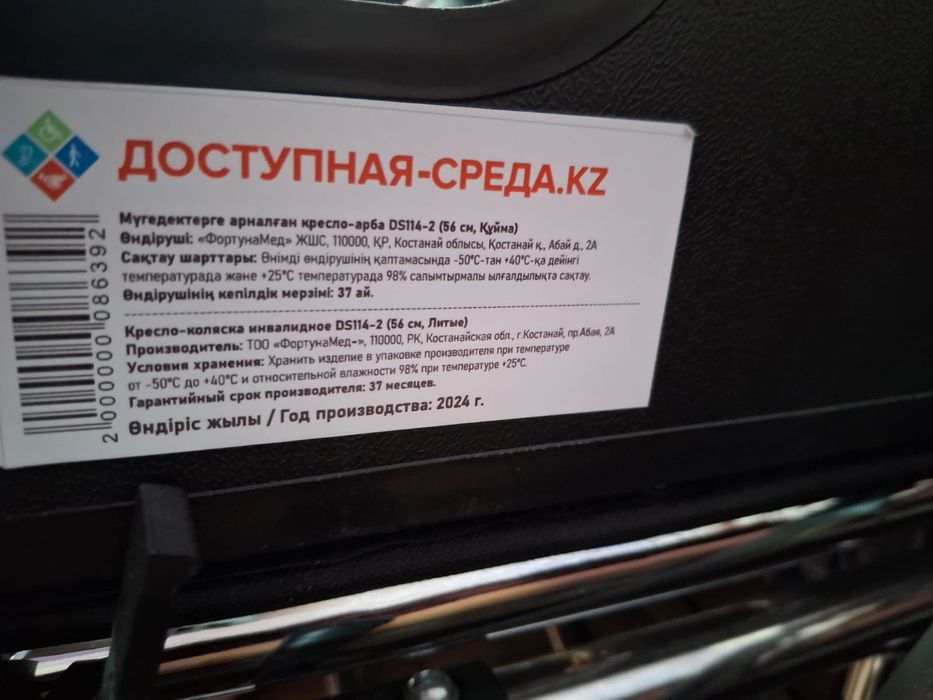 ДОСТУПНАЯ-СРЕДА.KZ
Мүгедектерге арналған кресло-арба DS114-2 (56 см, Құйма)
Өндіруші: «ФортунаМед» ЖШС, 110000, ҚР, Костанай облысы, Қостанай қ., Абай д., 2А
Сақтау шарттары: Өнімді өндірушінің қаптамасында -50°С-тан +40°С-қа дейінгі
температурада және +25°С температурада 98% салымтырмалы ылғалдылықта сақтау.
Өндірушінің кепілдік мерзімі: 37 ай.
Кресло-коляска инвалидное DS114-2 (56 см, Литые)
Производитель: ТОО «ФортунаМед-», 110000, РК, Костанайская обл., г.Костанай, пр.Абая, 2А
Условия хранения: Хранить изделие в упаковке производителя при температуре
от -50°С до +40°С и относительной влажности 98% при температуре +25°С.
Гарантийный срок производителя: 37 месяцев.
Өндіріс жылы / Год производства: 2024 г.
2000000086392